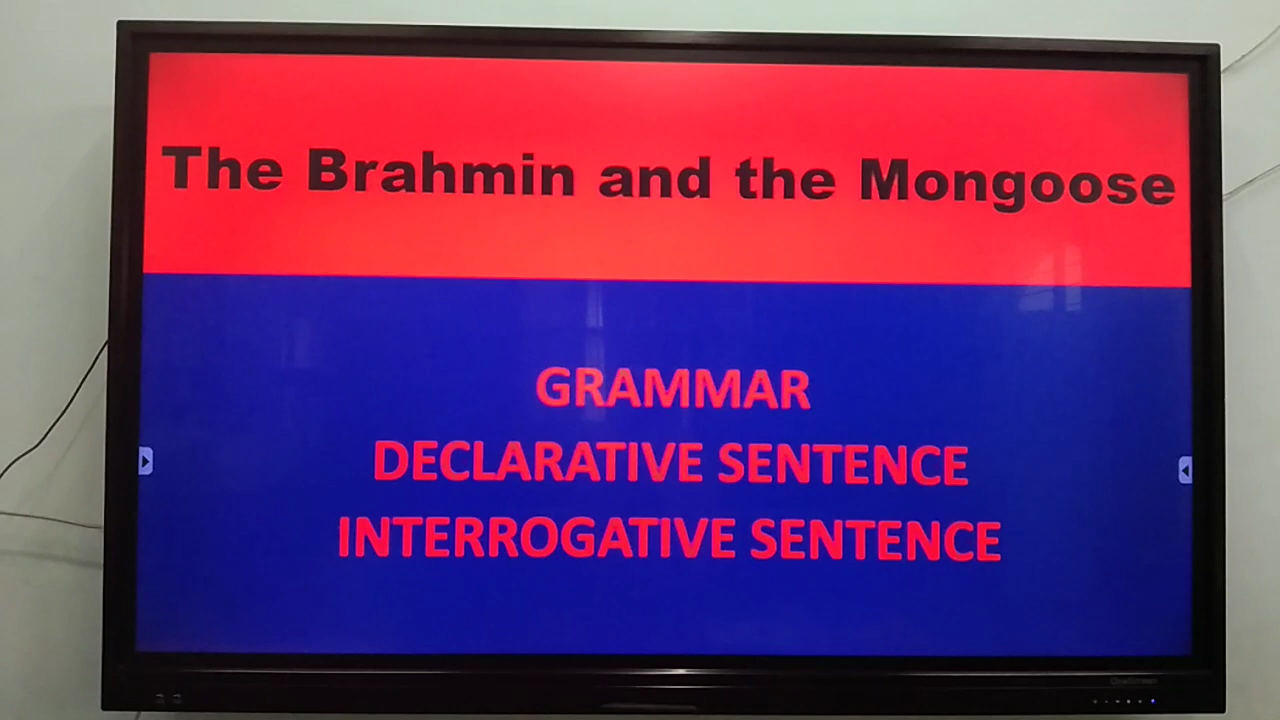 The Brahmin and the Mongoose
GRAMMAR
DECLARATIVE SENTENCE
INTERROGATIVE SENTENCE